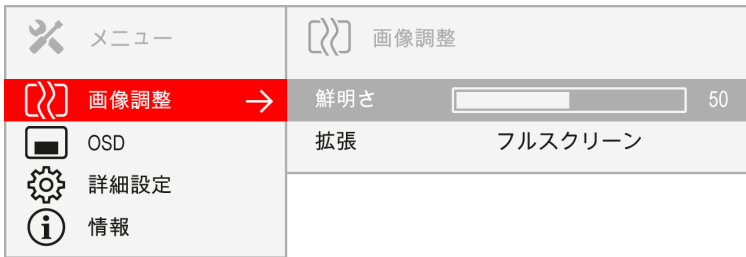 メニュー
画像調整
OSD
詳細設定
情報
画像調整
鮮明さ 50
拡張 フルスクリーン